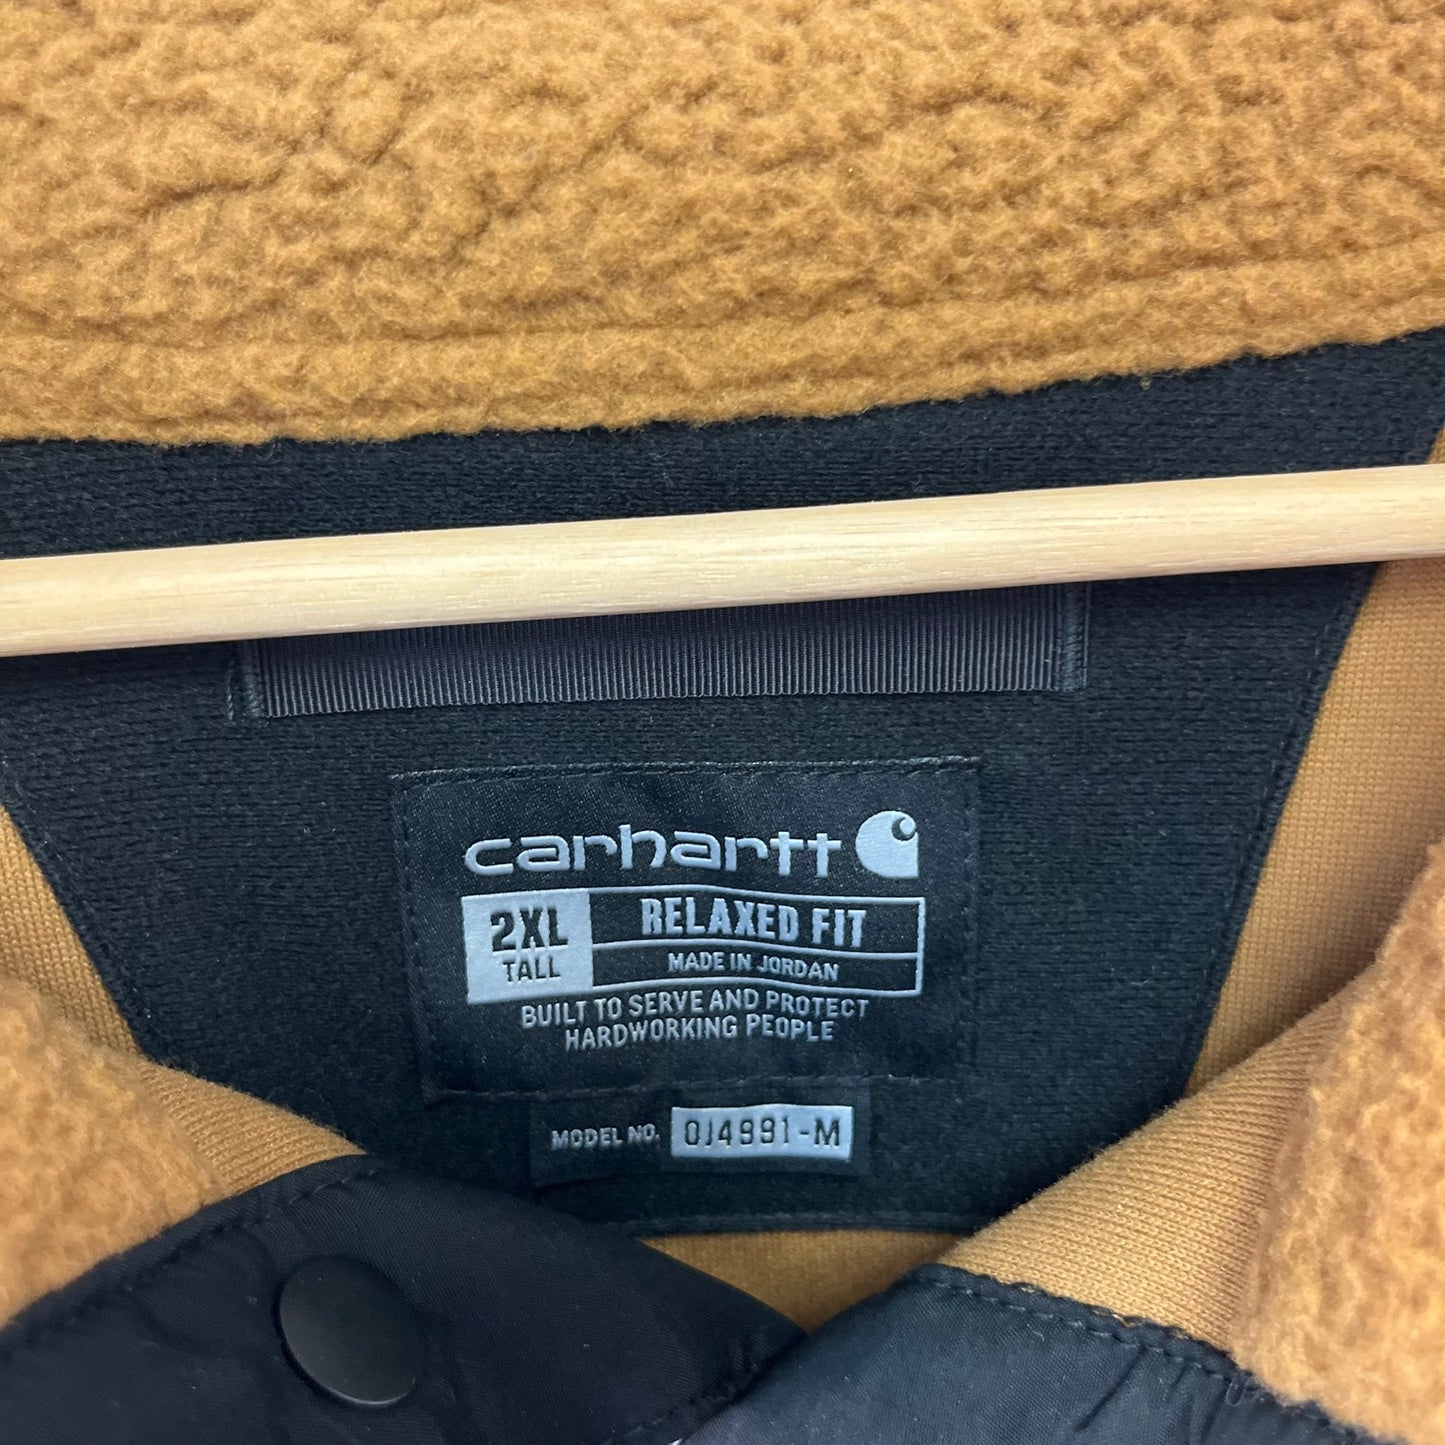 carhartt
2XL
TALL
RELAXED FIT
MADE IN JORDAN
BUILT TO SERVE AND PROTECT
HARDWORKING PEOPLE
MODEL NO. OJ4991-M